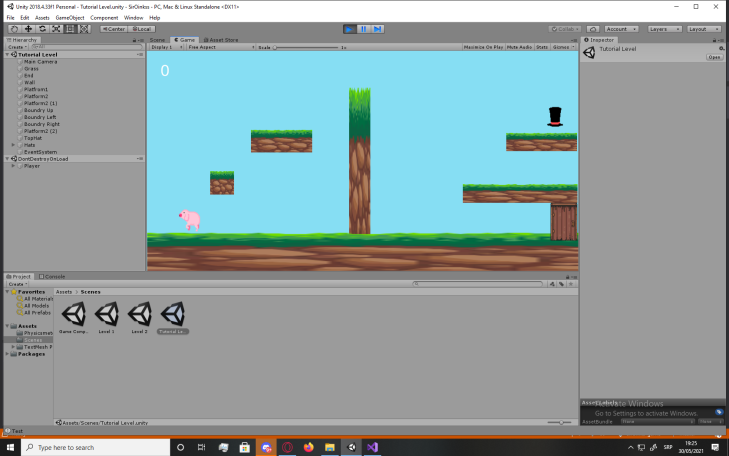 Unity 2018.4.33f1 Personal - Tutorial Level.unity - SirOinkss - PC, Mac & Linux Standalone <DX11>
File Edit Assets GameObject Component Window Help
Center Local Collab Account Layers Layout
Hierarchy Scene Game Asset Store Inspector
Create Display 1 Free Aspect Scale 1x Maximize On Play Mute Audio Stats Gizmos
Tutorial Level
Open
Tutorial Level
Main Camera
Grass
End
Wall
Platfrom1
Platform2
Platform2 (1)
Boundry Up
Boundry Left
Boundry Right
Platform2 (2)
TopHat
Hats
EventSystem
DontDestroyOnLoad
Player
0
Project Console
Create
Favorites
All Materials
All Models
All Prefabs
Assets
Physicsmat
Scenes
TextMesh P
Packages
Assets Scenes
Game Comp...
Level 1
Level 2
Tutorial Le...
Assets/Scenes/Tutorial Level.unity
Asset Labels
Activate Windows
Go to Settings to activate Windows.
AssetBundle None None
Test
Type here to search
SRP
19:25
30/05/2021